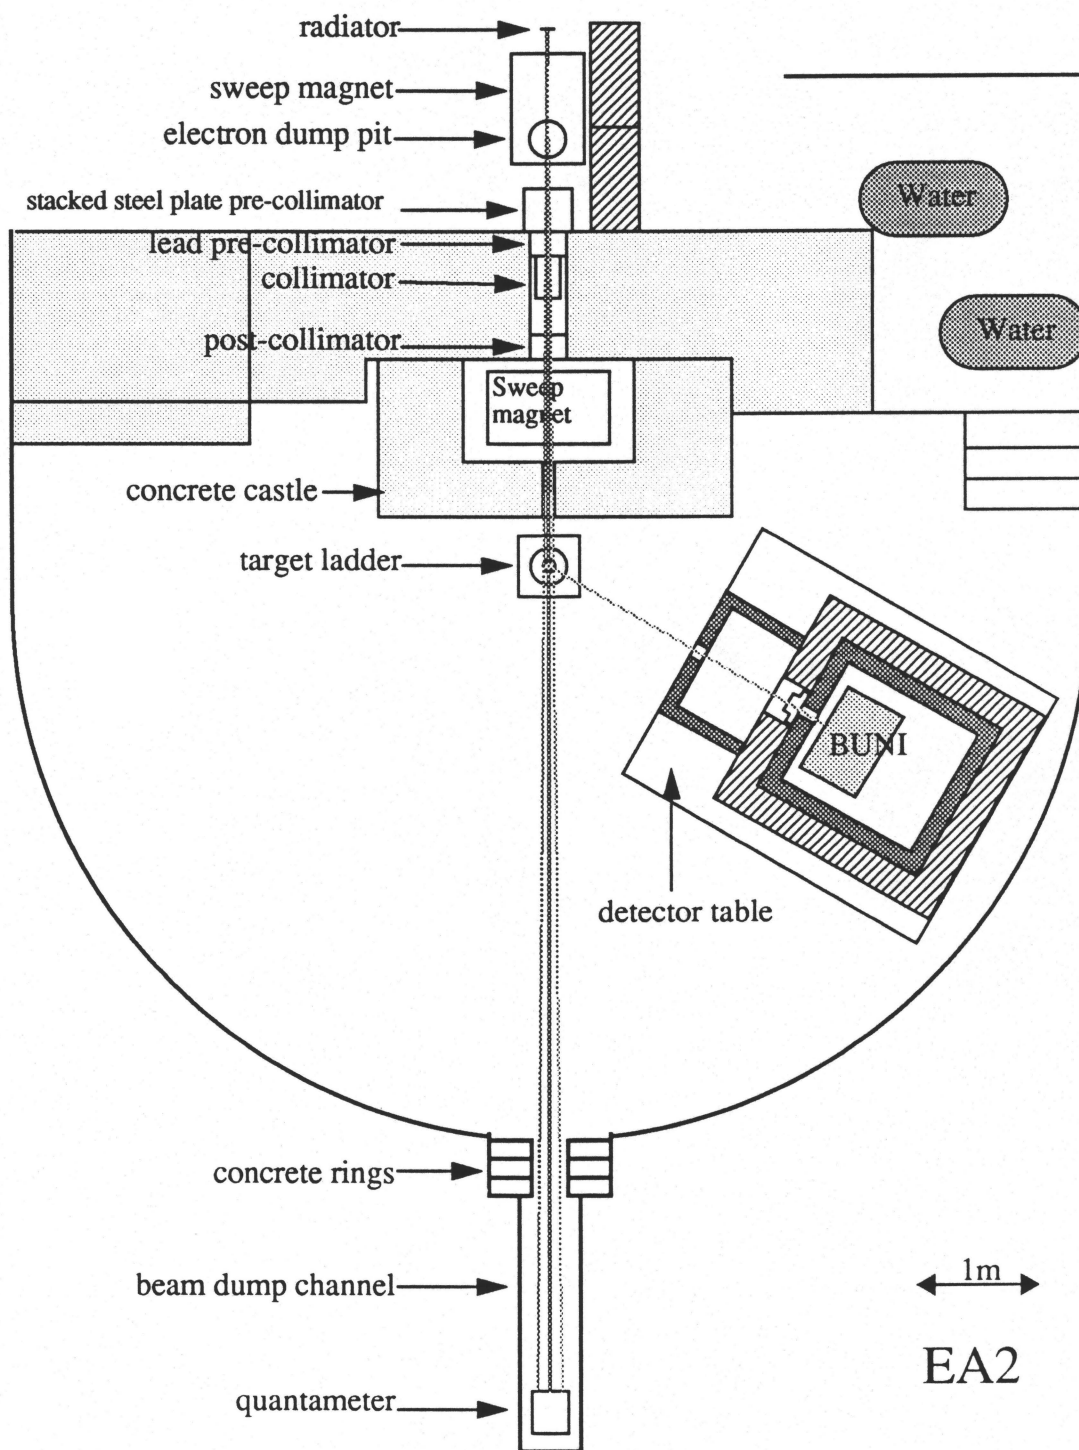 radiator
sweep magnet
electron dump pit
stacked steel plate pre-collimator
Water
lead pre-collimator
collimator
Water
post-collimator
Sweep
magnet
concrete castle
target ladder
BUNI
detector table
concrete rings
1m
beam dump channel
EA2
quantameter